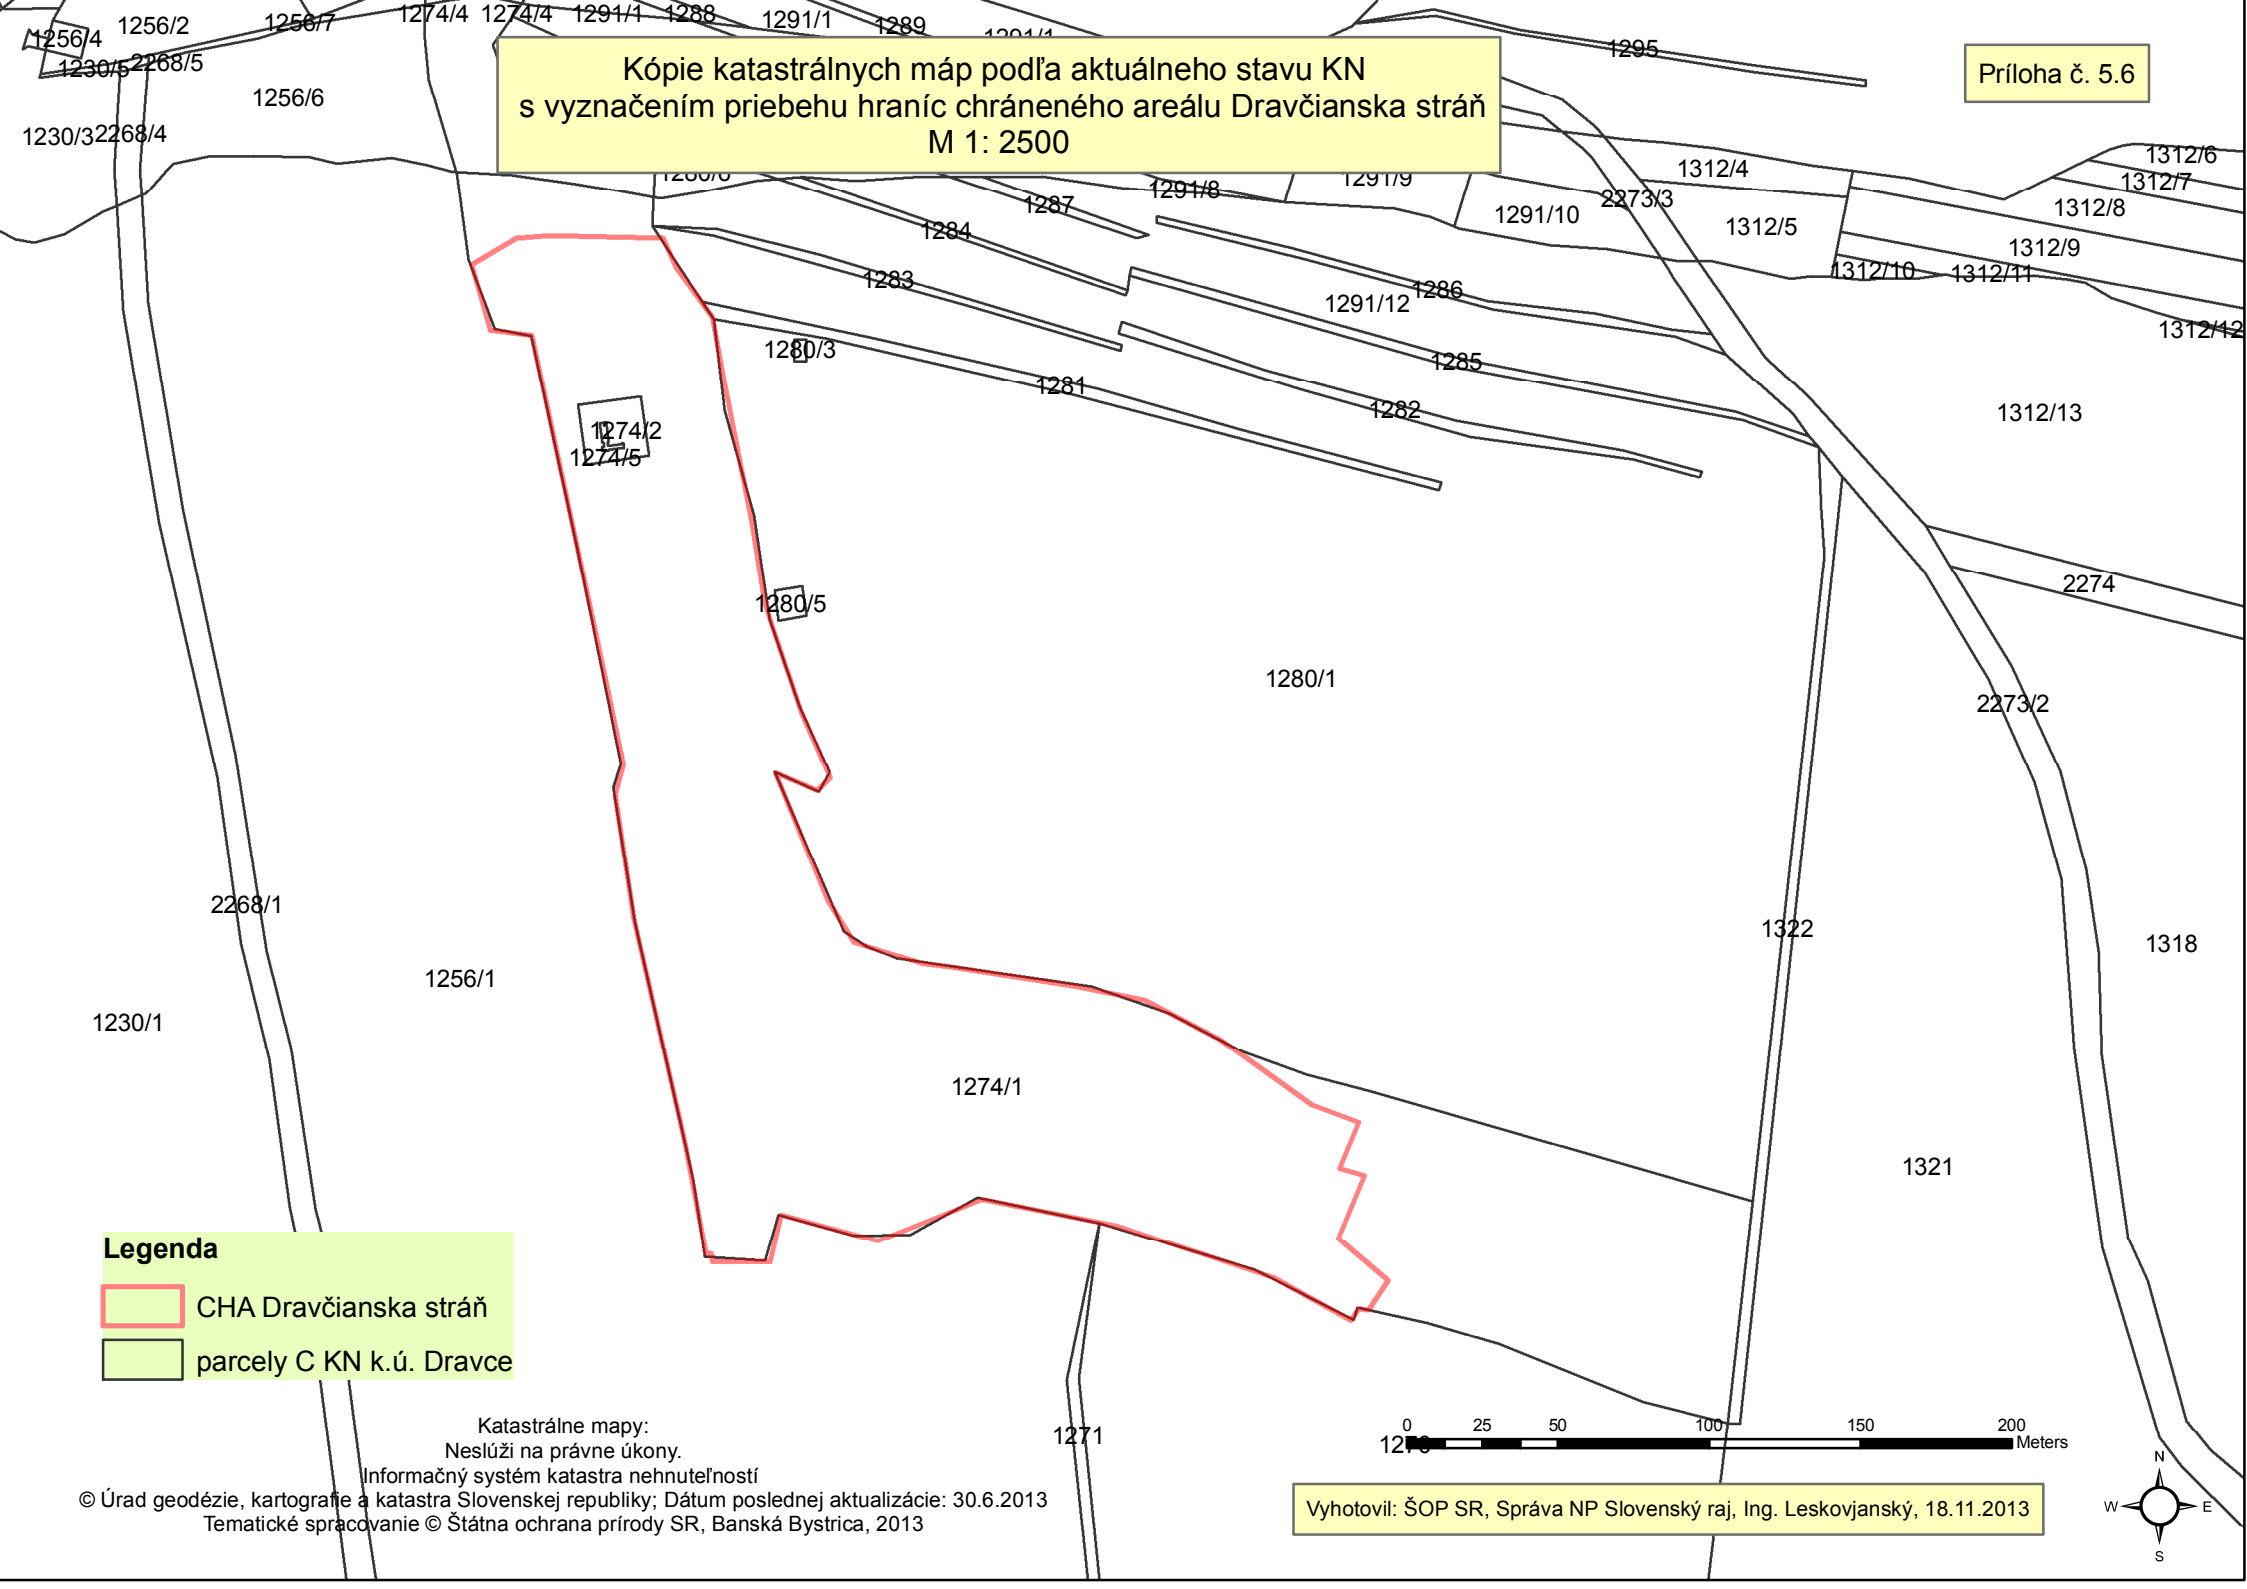 1274/4 1274/4 1291/1 1288 1291/1 1289 1291/1
1256/4 1256/2 1256/7
1230/5 2268/5
1256/6
1230/3 2268/4
Kópie katastrálnych máp podľa aktuálneho stavu KN
s vyznačením priebehu hraníc chráneného areálu Dravčianska stráň
M 1: 2500
1295
Príloha č. 5.6
1280/6
1291/8
1291/9
1312/4
1312/6
1312/7
1287
1291/10
2273/3
1312/8
1284
1312/5
1312/9
1283
1286
1291/12
1312/10
1312/11
1312/12
1280/3
1281
1285
1282
1312/13
1274/2
1274/5
1280/5
2274
1280/1
2273/2
2268/1
1322
1318
1256/1
1230/1
1274/1
1321
Legenda
CHA Dravčianska stráň
parcely C KN k.ú. Dravce
Katastrálne mapy:
Neslúži na právne úkony.
Informačný systém katastra nehnuteľností
© Úrad geodézie, kartografie a katastra Slovenskej republiky; Dátum poslednej aktualizácie: 30.6.2013
Tematické spracovanie © Štátna ochrana prírody SR, Banská Bystrica, 2013
1271
0 25 50 100 150 200
Meters
Vyhotovil: ŠOP SR, Správa NP Slovenský raj, Ing. Leskovjanský, 18.11.2013
N
W E
S